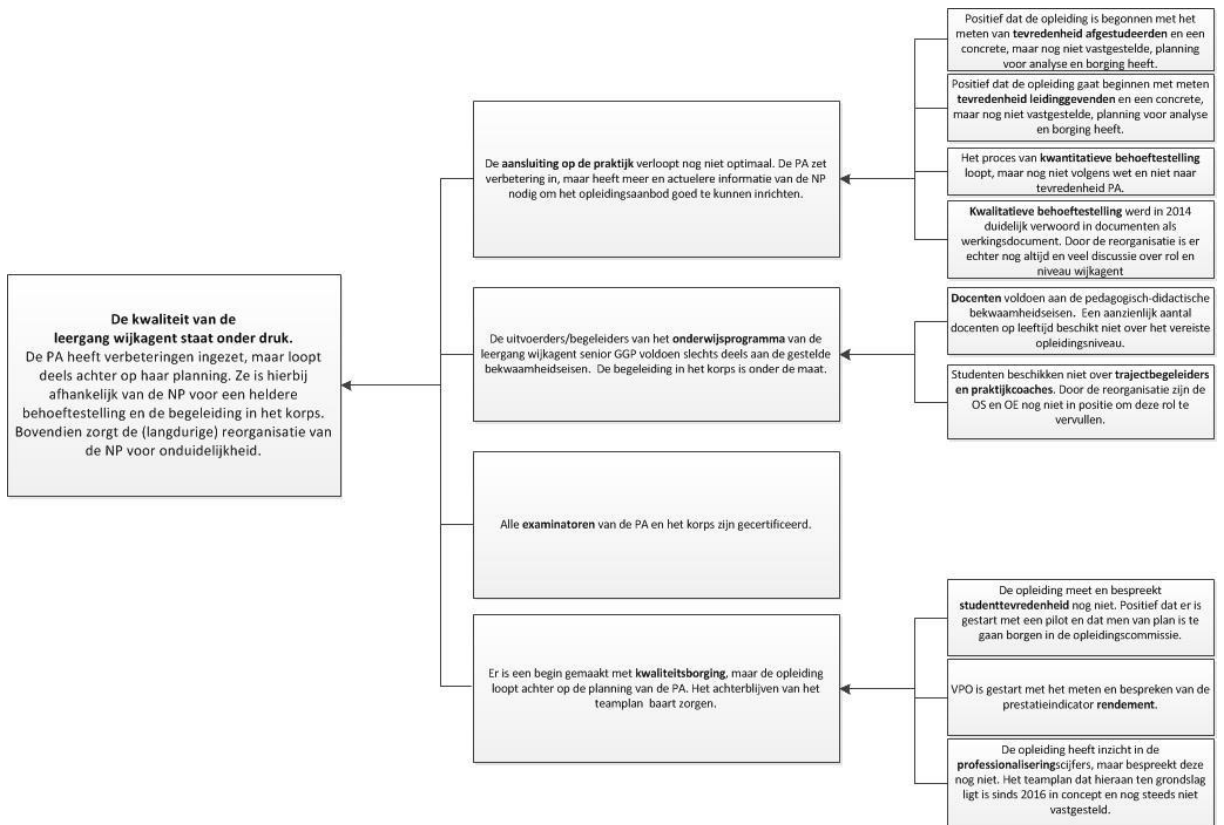 De kwaliteit van de
leergang wijkagent staat onder druk.
De PA heeft verbeteringen ingezet, maar loopt
deels achter op haar planning. Ze is hierbij
afhankelijk van de NP voor een heldere
behoeftestelling en de begeleiding in het korps.
Bovendien zorgt de (langdurige) reorganisatie van
de NP voor onduidelijkheid.
De aansluiting op de praktijk verloopt nog niet optimaal. De PA zet
verbetering in, maar heeft meer en actuelere informatie van de NP
nodig om het opleidingsaanbod goed te kunnen inrichten.
Positief dat de opleiding is begonnen met het
meten van tevredenheid afgestudeerden en een
concrete, maar nog niet vastgestelde, planning
voor analyse en borging heeft.
Positief dat de opleiding gaat beginnen met meten
tevredenheid leidinggevenden en een concrete,
maar nog niet vastgestelde, planning voor analyse
en borging heeft.
Het proces van kwantitatieve behoeftestelling
loopt, maar nog niet volgens wet en niet naar
tevredenheid PA.
Kwalitatieve behoeftestelling werd in 2014
duidelijk verwoord in documenten als
werkingsdocument. Door de reorganisatie is er
echter nog altijd en veel discussie over rol en
niveau wijkagent
De uitvoerders/begeleiders van het onderwijsprogramma van de
leergang wijkagent senior GGP voldoen slechts deels aan de gestelde
bekwaamheidseisen. De begeleiding in het korps is onder de maat.
Docenten voldoen aan de pedagogisch-didactische
bekwaamheidseisen. Een aanzienlijk aantal
docenten op leeftijd beschikt niet over het vereiste
opleidingsniveau.
Studenten beschikken niet over trajectbegeleiders
en praktijkcoaches. Door de reorganisatie zijn de
OS en OE nog niet in positie om deze rol te
vervullen.
Alle examinatoren van de PA en het korps zijn gecertificeerd.
Er is een begin gemaakt met kwaliteitsborging, maar de opleiding
loopt achter op de planning van de PA. Het achterblijven van het
teamplan baart zorgen.
De opleiding meet en bespreekt
studenttevredenheid nog niet. Positief dat er is
gestart met een pilot en dat men van plan is te
gaan borgen in de opleidingscommissie.
VPO is gestart met het meten en bespreken van de
prestatieindicator rendement.
De opleiding heeft inzicht in de
professionaliseringscijfers, maar bespreekt deze
nog niet. Het teamplan dat hieraan ten grondslag
ligt is sinds 2016 in concept en nog steeds niet
vastgesteld.